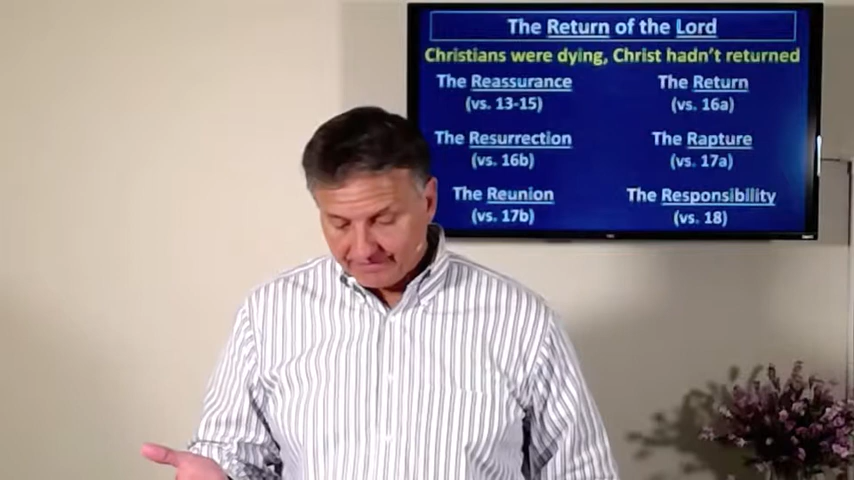 The Return of the Lord
Christians were dying, Christ hadn't returned
The Reassurance
(vs. 13-15)
The Return
(vs. 16a)
The Resurrection
(vs. 16b)
The Rapture
(vs. 17a)
The Reunion
(vs. 17b)
The Responsibility
(vs. 18)